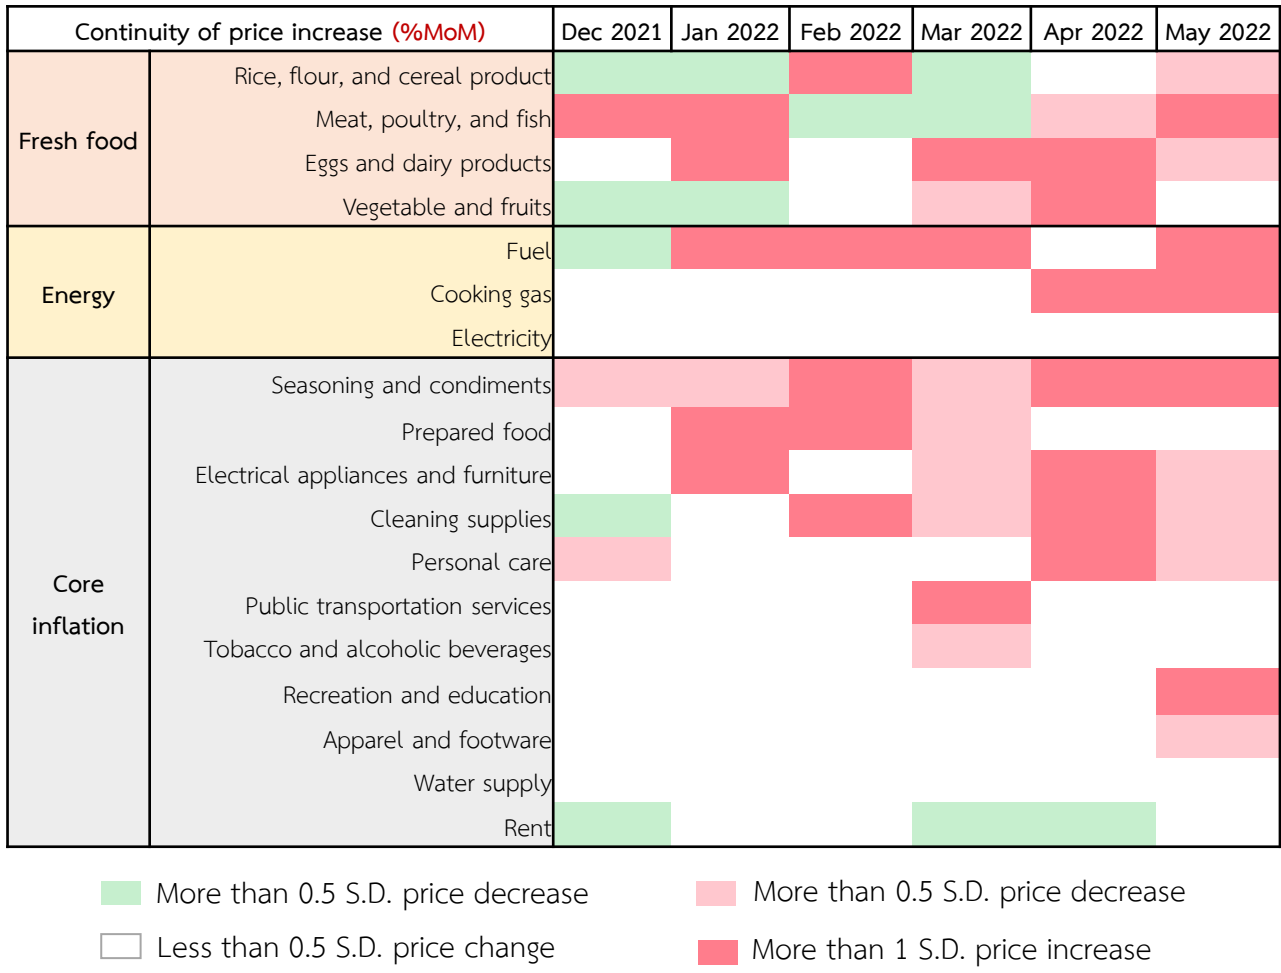 Continuity of price increase (%MoM) Dec 2021 Jan 2022 Feb 2022 Mar 2022 Apr 2022 May 2022
Fresh food
Rice, flour, and cereal product
Meat, poultry, and fish
Eggs and dairy products
Vegetable and fruits
Energy
Fuel
Cooking gas
Electricity
Core
inflation
Seasoning and condiments
Prepared food
Electrical appliances and furniture
Cleaning supplies
Personal care
Public transportation services
Tobacco and alcoholic beverages
Recreation and education
Apparel and footware
Water supply
Rent
More than 0.5 S.D. price decrease
More than 0.5 S.D. price decrease
Less than 0.5 S.D. price change
More than 1 S.D. price increase